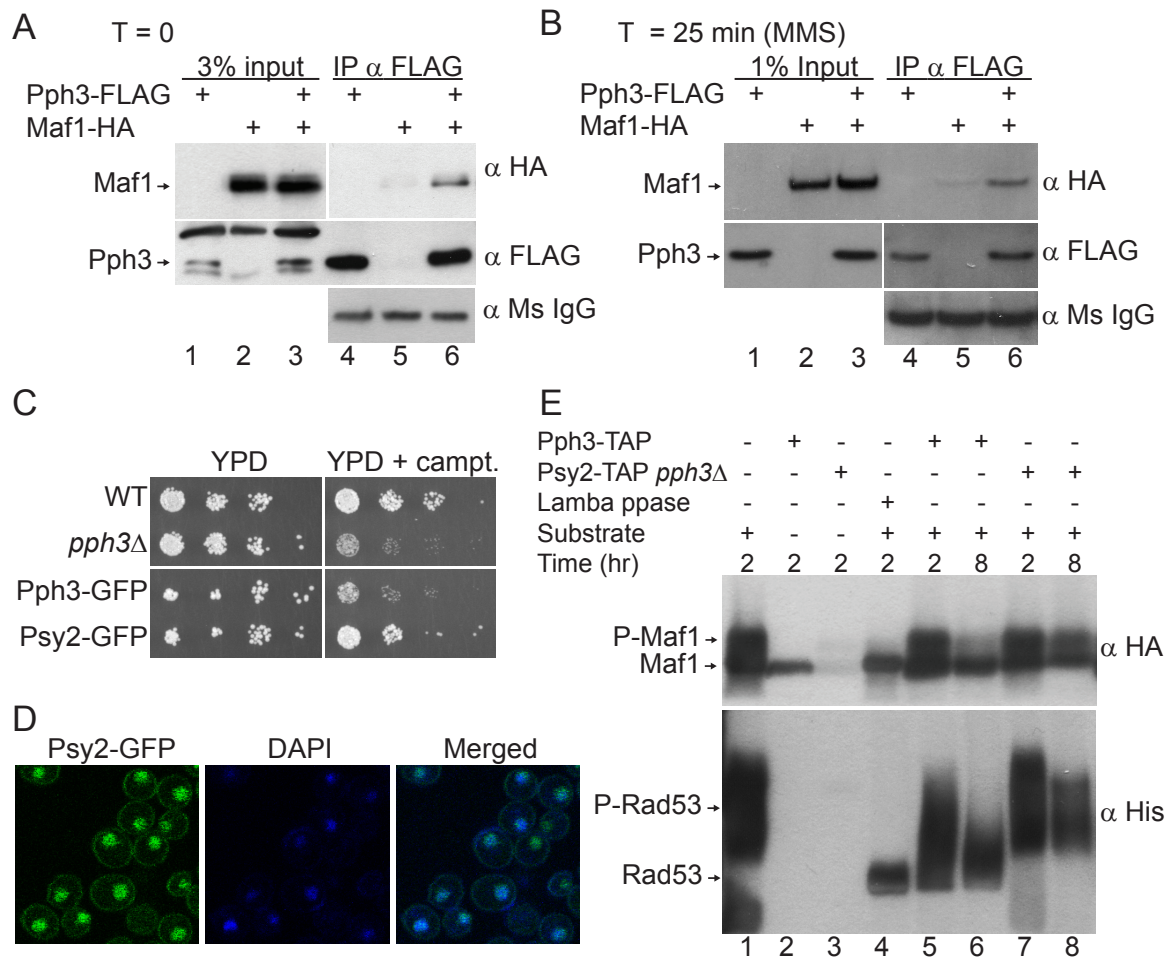 A
T = 0
3% input IP α FLAG
Pph3-FLAG + + + +
Maf1-HA + + + +
Maf1 α HA
Pph3 α FLAG
α Ms IgG
1 2 3 4 5 6
B
T = 25 min (MMS)
1% Input IP α FLAG
Pph3-FLAG + + + +
Maf1-HA + + + +
Maf1 α HA
Pph3 α FLAG
α Ms IgG
1 2 3 4 5 6
C
YPD YPD + campt.
WT
pph3Δ
Pph3-GFP
Psy2-GFP
D
Psy2-GFP DAPI Merged
E
Pph3-TAP - + - - + + - -
Psy2-TAP pph3Δ - - + - - - + +
Lamba ppase - - - + - - - -
Substrate + - - + + + + +
Time (hr) 2 2 2 2 2 8 2 8
P-Maf1
Maf1 α HA
P-Rad53 α His
Rad53
1 2 3 4 5 6 7 8